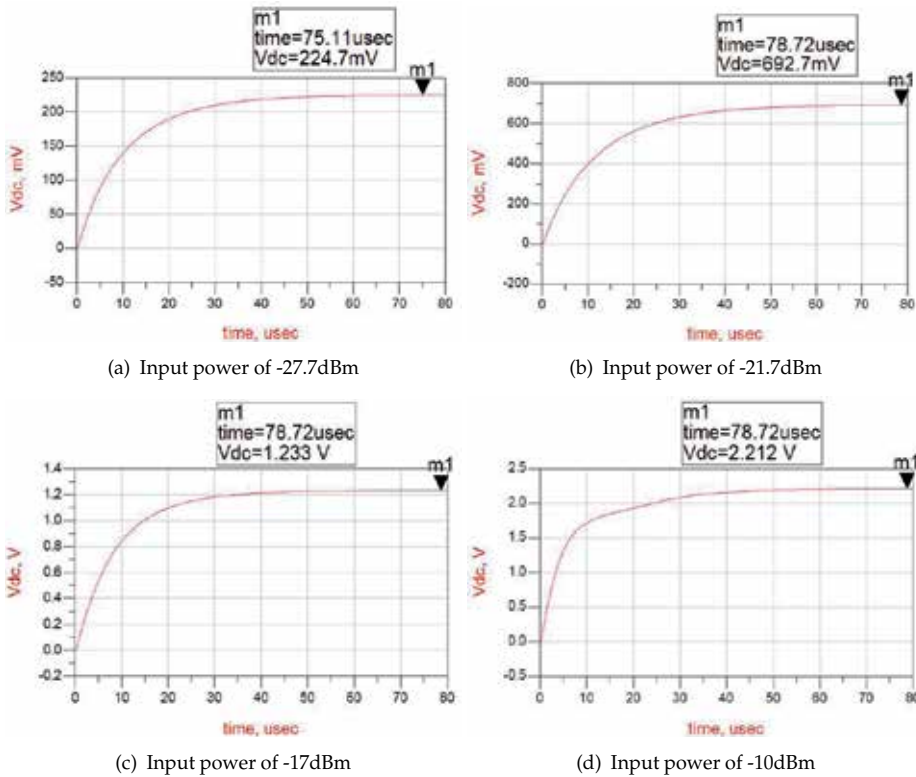 m1
time=75.11usec
Vdc=224.7mV
m1
250
200
150
100
50
0
-50
Vdc, mV
0 10 20 30 40 50 60 70 80
time, usec
(a) Input power of -27.7dBm
m1
time=78.72usec
Vdc=692.7mV
m1
800
600
400
200
0
-200
Vdc, mV
0 10 20 30 40 50 60 70 80
time, usec
(b) Input power of -21.7dBm
m1
time=78.72usec
Vdc=1.233 V
m1
1.4
1.2
1.0
0.8
0.6
0.4
0.2
0.0
-0.2
Vdc, V
0 10 20 30 40 50 60 70 80
time, usec
(c) Input power of -17dBm
m1
time=78.72usec
Vdc=2.212 V
m1
2.5
2.0
1.5
1.0
0.5
0.0
-0.5
Vdc, V
0 10 20 30 40 50 60 70 80
time, usec
(d) Input power of -10dBm